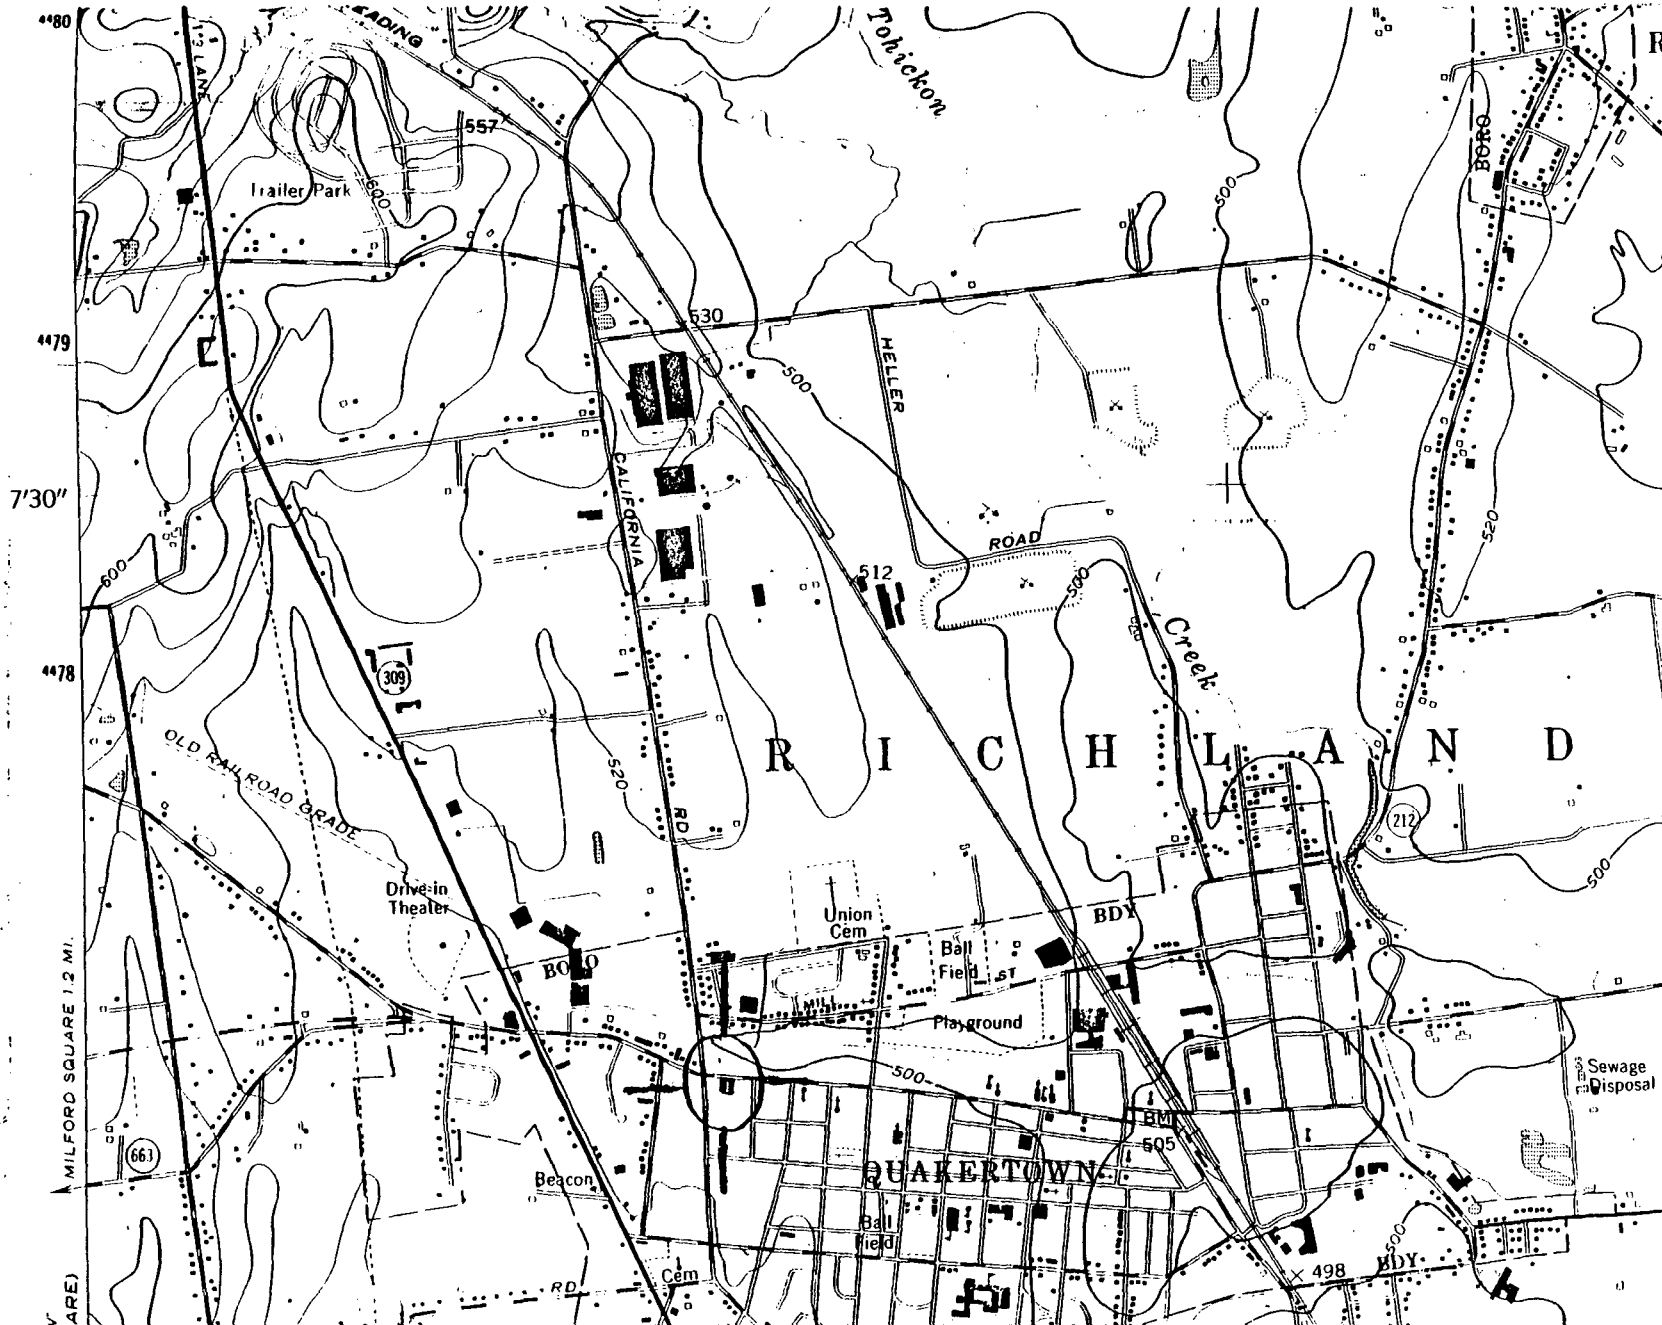 4480
Tohickon
LANE
557
BORO
Trailer Park
600
500
4479
530
HELLER
500
CALIFORNIA
7'30"
520
ROAD
512
600
500
Creek
4478
309
OLD RAILROAD GRADE
520
RICHLAND
RD
212
500
Drive-in
Theater
Union
Cem
BDY
Ball
Field
ST
BORO
MILL
Playground
MILFORD SQUARE 1.2 MI.
500
Sewage
Disposal
BM
505
663
QUAKERTOWN
Beacon
Ball
Field
500
498
BDY
Cem
RD
ARE)